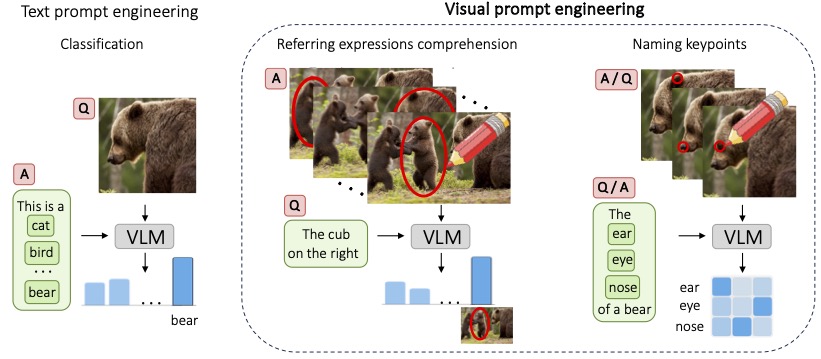 Text prompt engineering
Visual prompt engineering
Classification
Q
A
This is a
cat
bird
...
bear
VLM
...
bear
Referring expressions comprehension
A
Q
The cub
on the right
VLM
...
Naming keypoints
A / Q
Q / A
The
ear
eye
nose
of a bear
VLM
ear
eye
nose